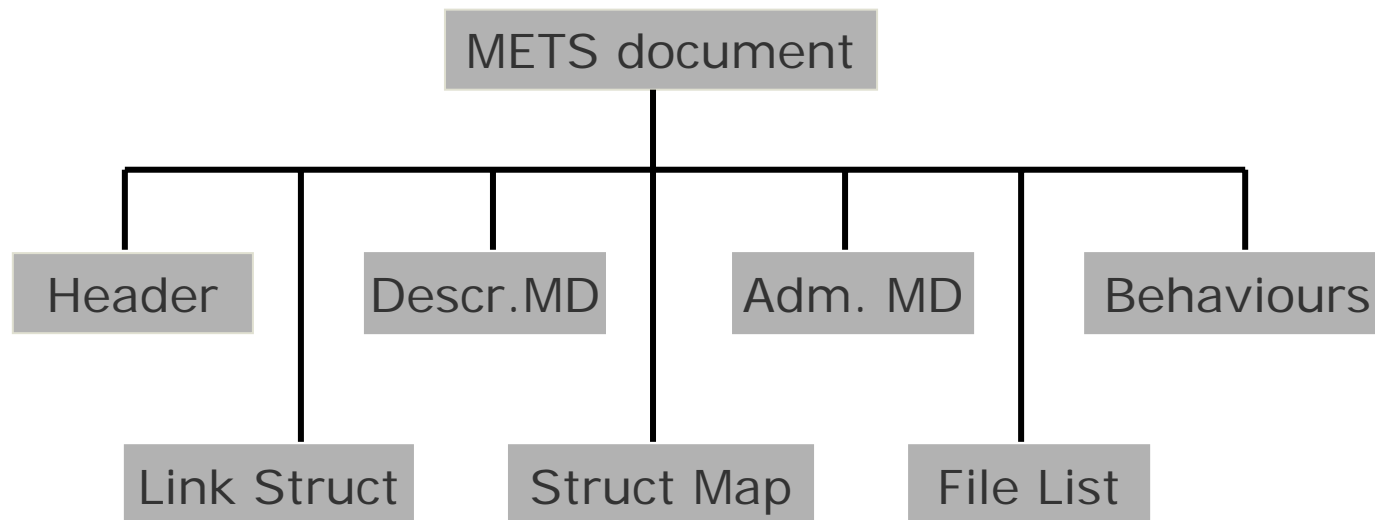 METS document
Header
Descr.MD
Adm. MD
Behaviours
Link Struct
Struct Map
File List